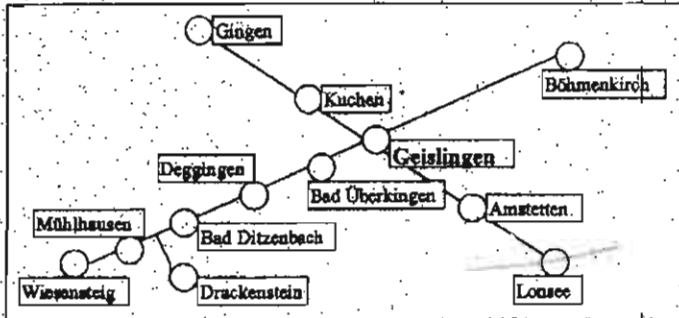 Gingen
Böhmenkirch
Kuchen
Geislingen
Deggingen
Bad Überkingen
Amstetten
Mühlhausen
Bad Ditzenbach
Wiesensteig
Drackenstein
Lonsee